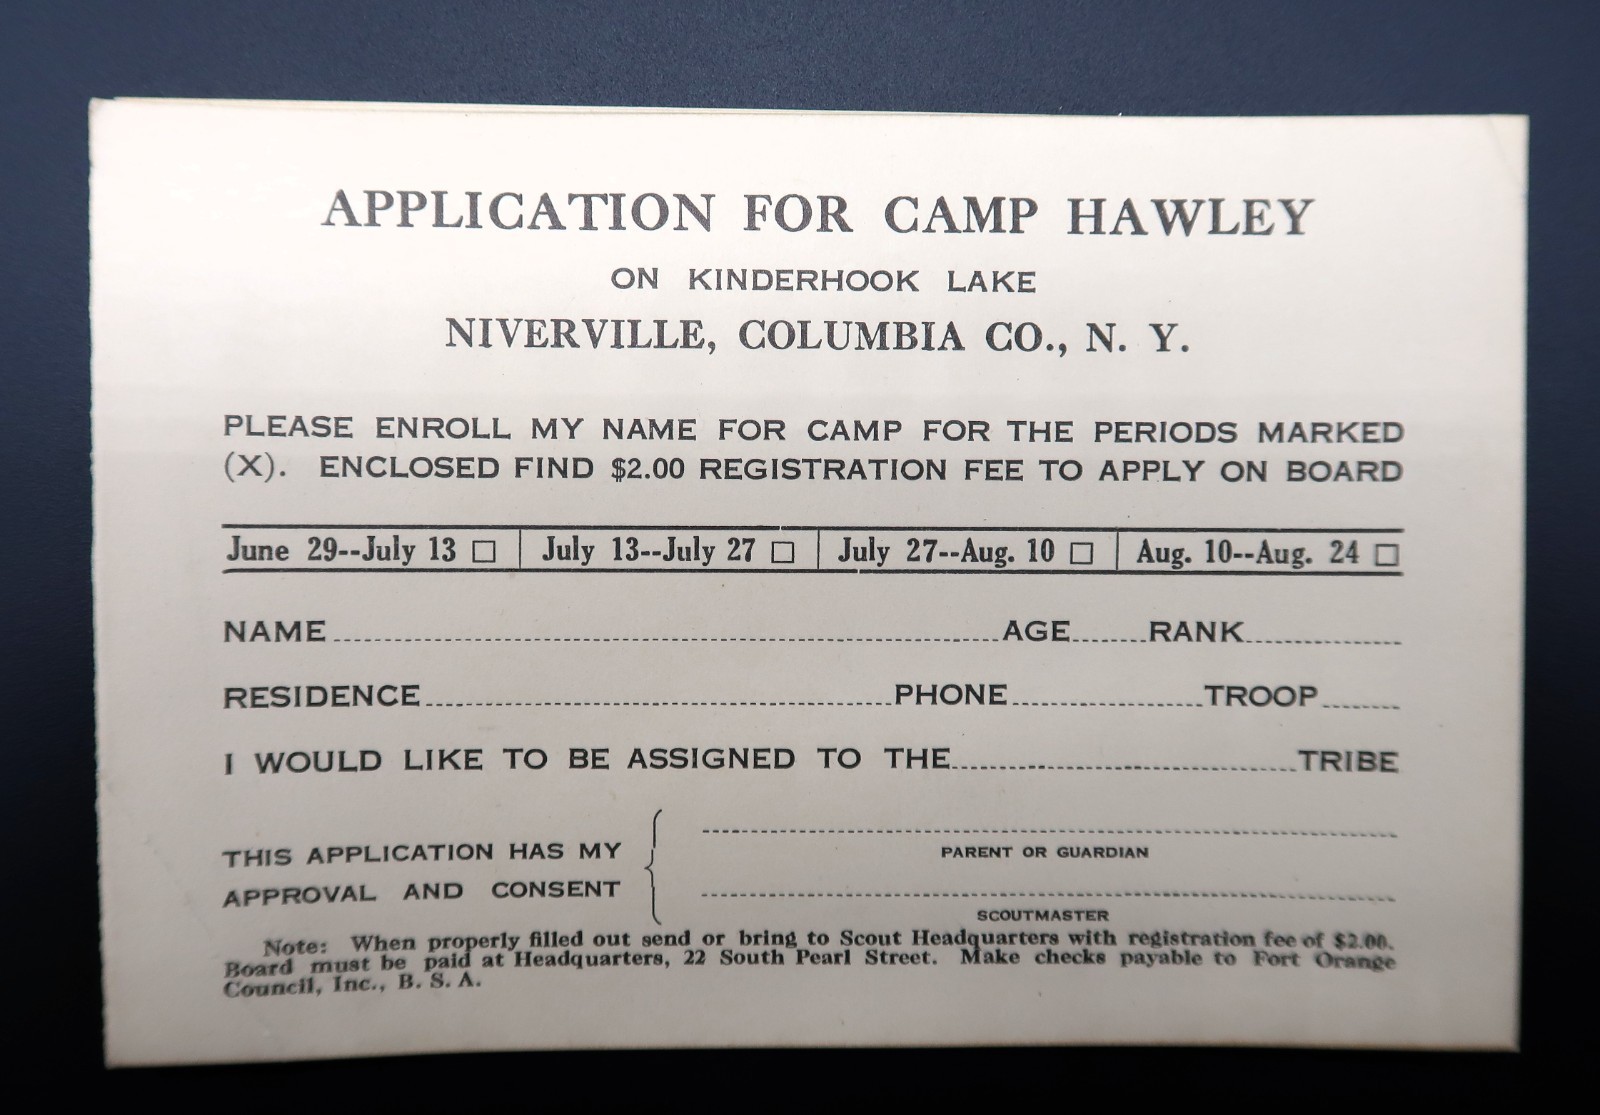 APPLICATION FOR CAMP HAWLEY
ON KINDERHOOK LAKE
NIVERVILLE, COLUMBIA CO., N. Y.
PLEASE ENROLL MY NAME FOR CAMP FOR THE PERIODS MARKED
(X). ENCLOSED FIND $2.00 REGISTRATION FEE TO APPLY ON BOARD
June 29--July 13 □ | July 13--July 27 □ | July 27--Aug. 10 □ | Aug. 10--Aug. 24 □
NAME AGE RANK
RESIDENCE PHONE TROOP
I WOULD LIKE TO BE ASSIGNED TO THE TRIBE
THIS APPLICATION HAS MY
APPROVAL AND CONSENT
PARENT OR GUARDIAN
SCOUTMASTER
Note: When properly filled out send or bring to Scout Headquarters with registration fee of $2.00.
Board must be paid at Headquarters, 22 South Pearl Street. Make checks payable to Fort Orange
Council, Inc., B. S. A.